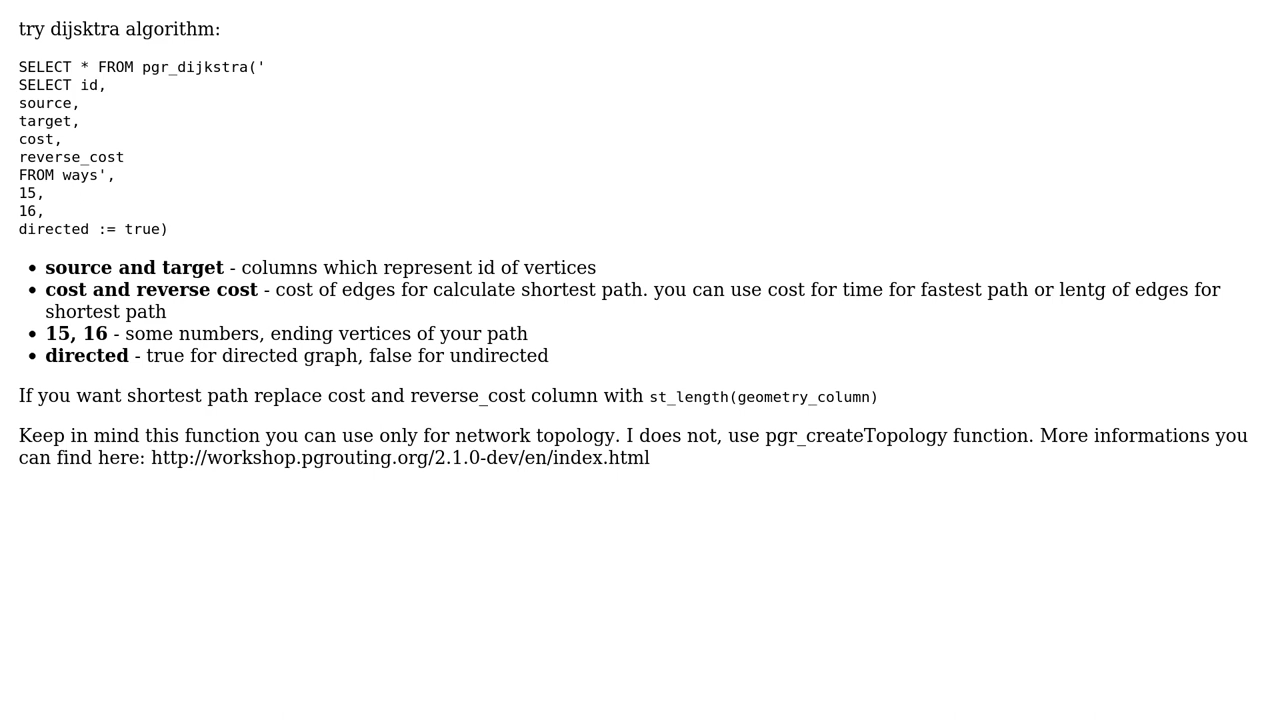 try dijsktra algorithm:
SELECT * FROM pgr_dijkstra('
SELECT id,
source,
target,
cost,
reverse_cost
FROM ways',
15,
16,
directed := true)
• source and target - columns which represent id of vertices
• cost and reverse cost - cost of edges for calculate shortest path. you can use cost for time for fastest path or lentg of edges for
shortest path
• 15, 16 - some numbers, ending vertices of your path
• directed - true for directed graph, false for undirected
If you want shortest path replace cost and reverse_cost column with st_length(geometry_column)
Keep in mind this function you can use only for network topology. I does not, use pgr_createTopology function. More informations you
can find here: http://workshop.pgrouting.org/2.1.0-dev/en/index.html